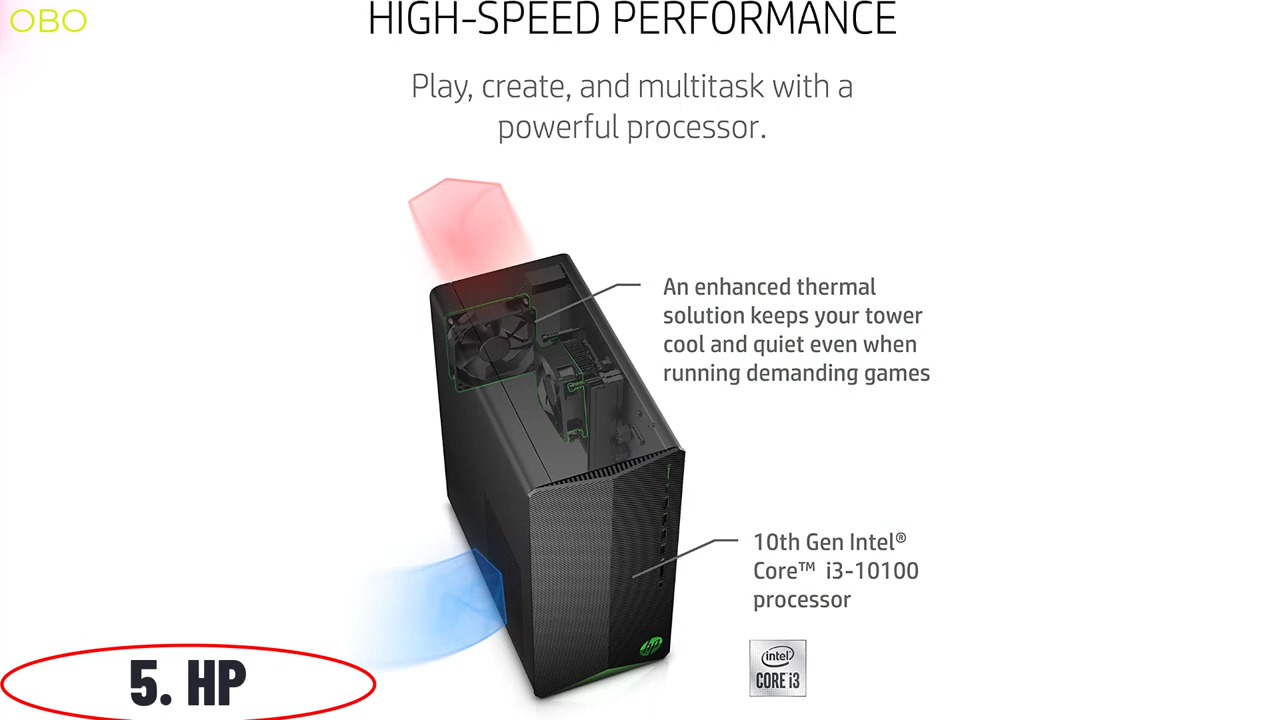 OBO
HIGH-SPEED PERFORMANCE
Play, create, and multitask with a
powerful processor.
An enhanced thermal
solution keeps your tower
cool and quiet even when
running demanding games
10th Gen Intel®
Core™ i3-10100
processor
hp
intel
CORE i3
5. HP